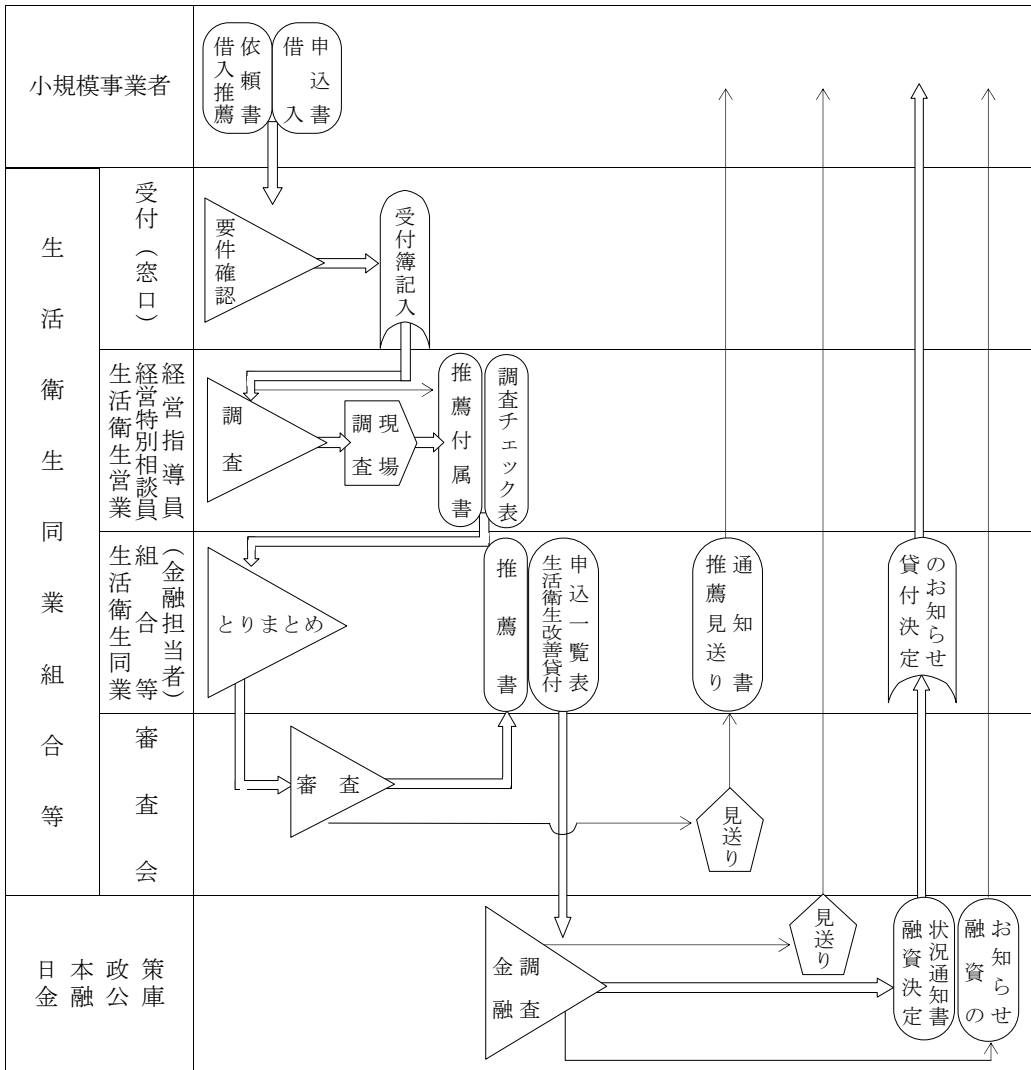 小規模事業者
借入推薦
依頼書
借入
申込書
生活衛生同業組合等
受付（窓口）
要件確認
受付簿記入
経営指導員
経営特別相談員
生活衛生営業
調査
現場
調査
推薦付属書
調査チェック表
（金融担当者）
組合等
生活衛生同業
とりまとめ
推薦書
申込一覧表
生活衛生改善貸付
通知書
推薦見送り
のお知らせ
貸付決定
審査会
審査
見送り
日本政策
金融公庫
調査
金融
見送り
状況通知書
融資決定
お知らせ
融資の